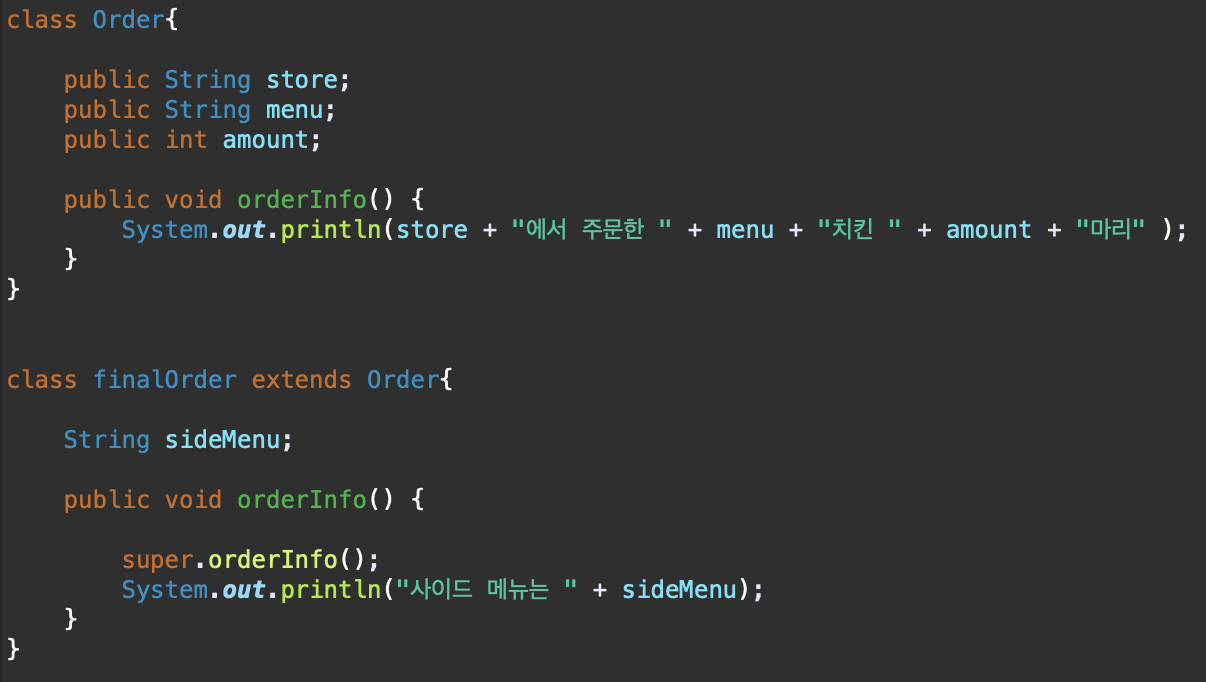 class Order{
    public String store;
    public String menu;
    public int amount;
    public void orderInfo() {
        System.out.println(store + "에서 주문한 " + menu + "치킨 " + amount + "마리" );
    }
}
class finalOrder extends Order{
    String sideMenu;
    public void orderInfo() {
        super.orderInfo();
        System.out.println("사이드 메뉴는 " + sideMenu);
    }
}